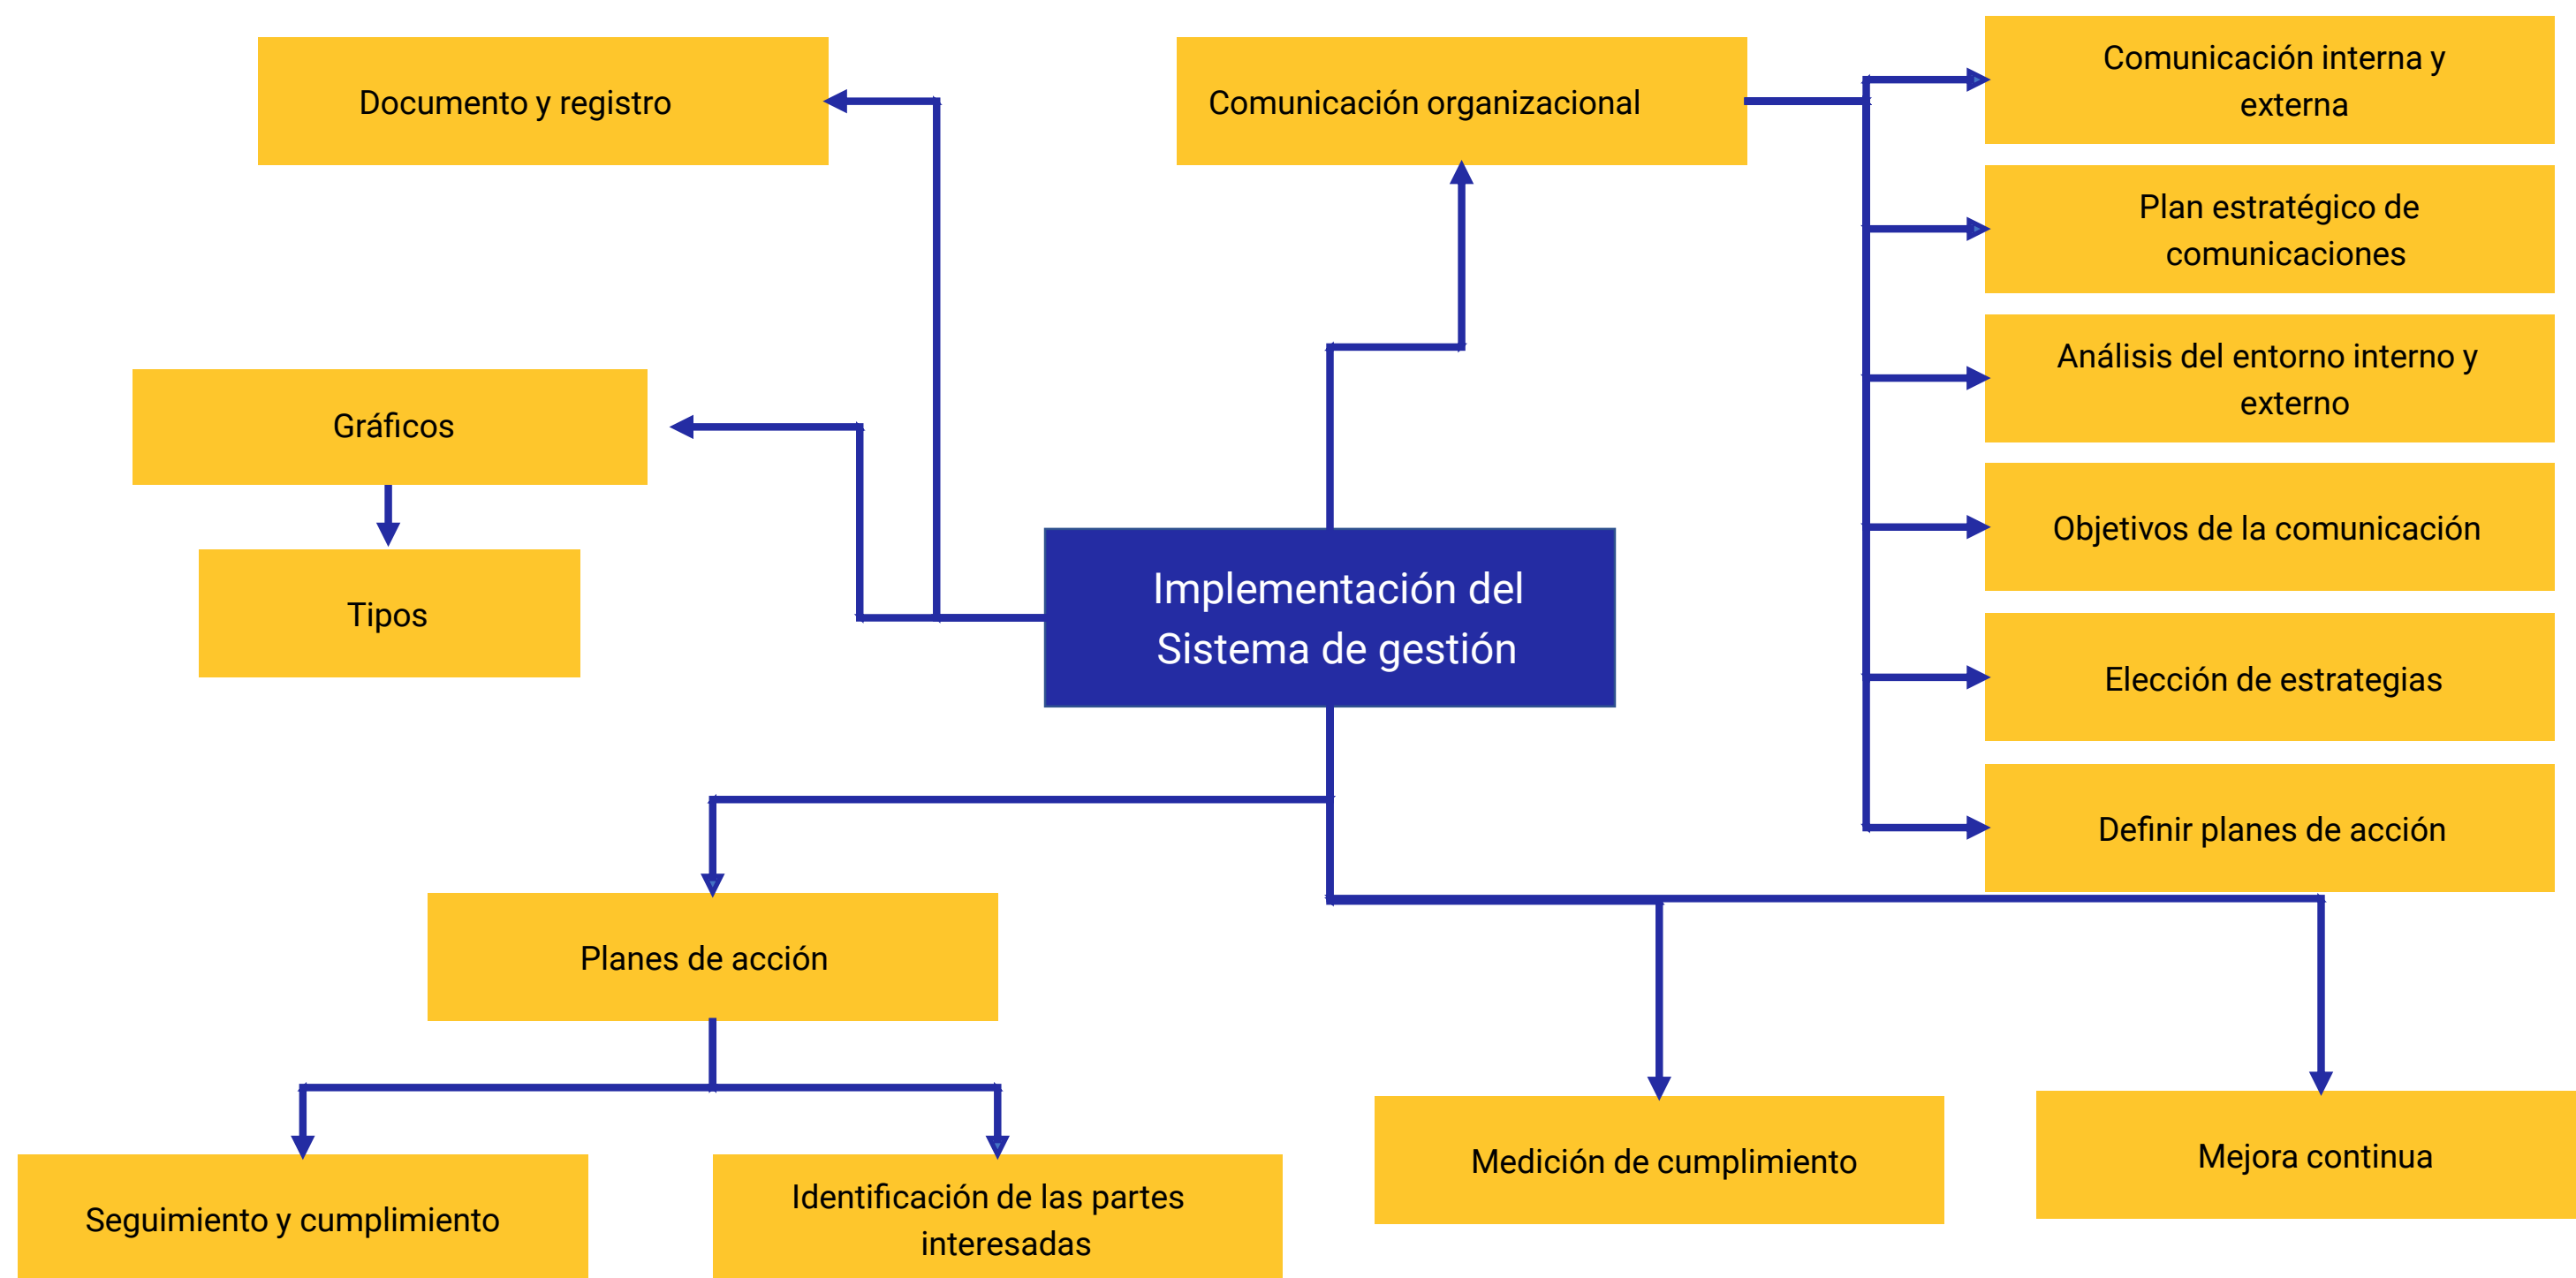 Documento y registro
Comunicación organizacional
Comunicación interna y
externa
Plan estratégico de
comunicaciones
Análisis del entorno interno y
externo
Objetivos de la comunicación
Elección de estrategias
Definir planes de acción
Gráficos
Tipos
Implementación del
Sistema de gestión
Planes de acción
Seguimiento y cumplimiento
Identificación de las partes
interesadas
Medición de cumplimiento
Mejora continua